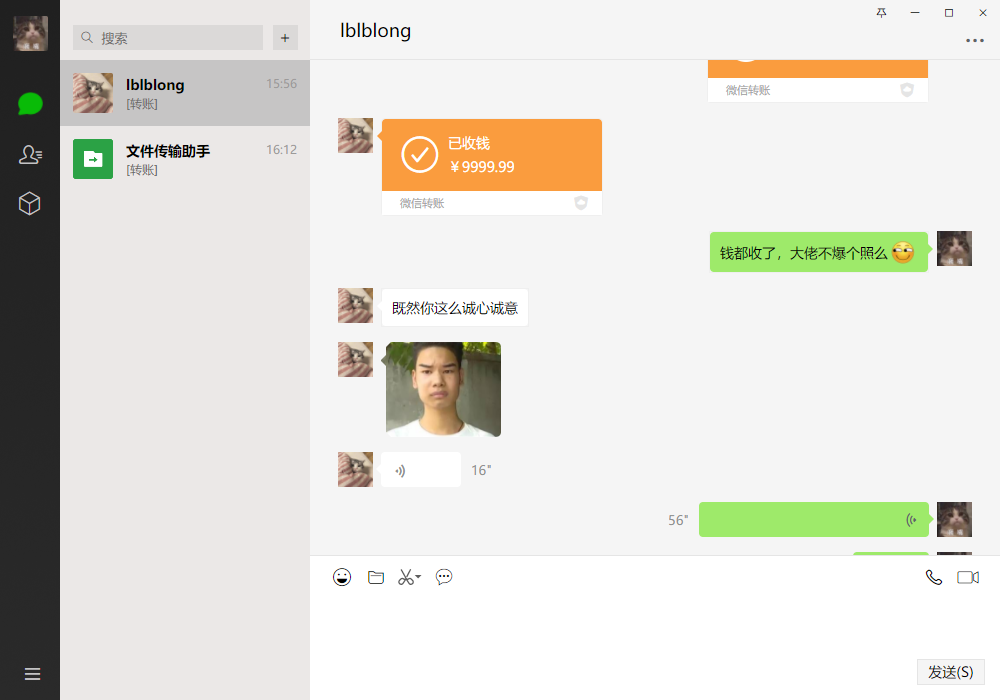 搜索
+
lblblong
15:56
[转账]
文件传输助手
16:12
[转账]
lblblong
微信转账
已收钱
¥9999.99
微信转账
钱都收了，大佬不爆个照么
既然你这么诚心诚意
16"
56"
发送(S)